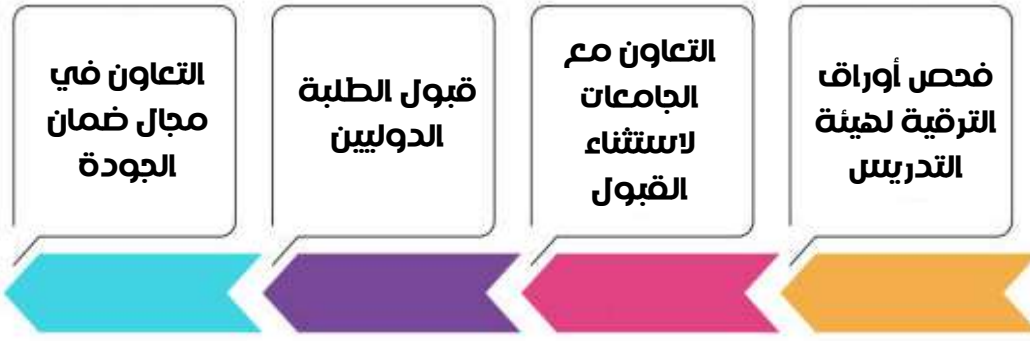 فحص أوراق
الترقية لهيئة
التدريس
التعاون مع
الجامعات
لاستثناء
القبول
قبول الطلبة
الدوليين
التعاون في
مجال ضمان
الجودة